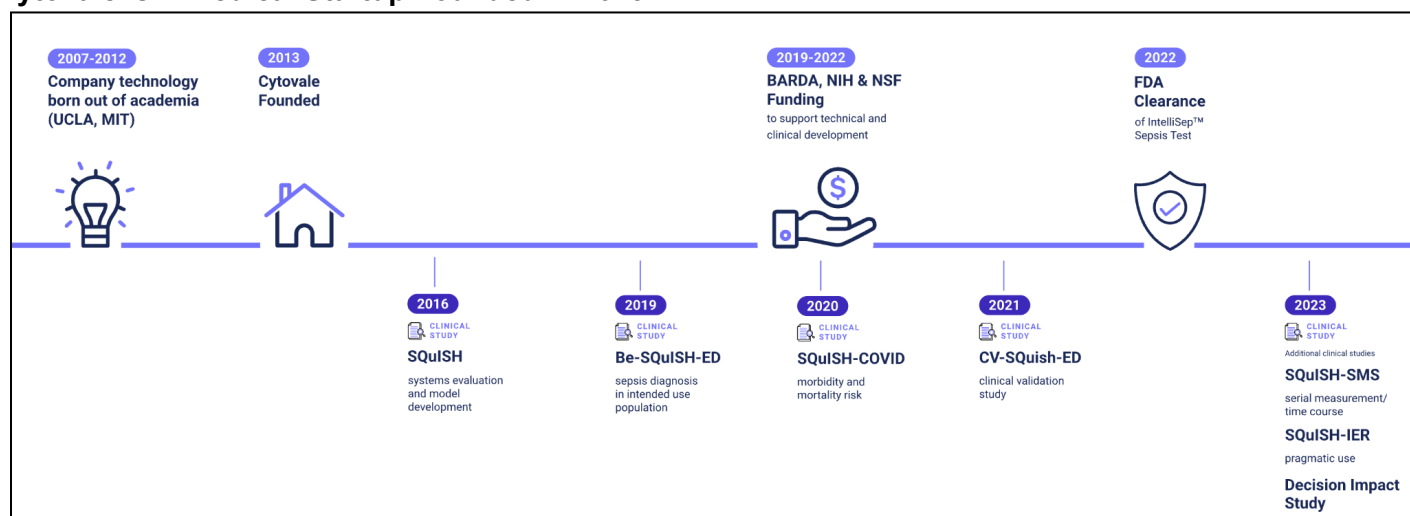 2007-2012
Company technology
born out of academia
(UCLA, MIT)
2013
Cytovale
Founded
2019-2022
BARDA, NIH & NSF
Funding
to support technical and
clinical development
2022
FDA
Clearance
of IntelliSep™
Sepsis Test
$
2016
CLINICAL
STUDY
SQuISH
systems evaluation
and model
development
2019
CLINICAL
STUDY
Be-SQuISH-ED
sepsis diagnosis
in intended use
population
2020
CLINICAL
STUDY
SQuISH-COVID
morbidity and
mortality risk
2021
CLINICAL
STUDY
CV-SQuish-ED
clinical validation
study
2023
CLINICAL
STUDY
Additional clinical studies
SQuISH-SMS
serial measurement/
time course
SQuISH-IER
pragmatic use
Decision Impact
Study